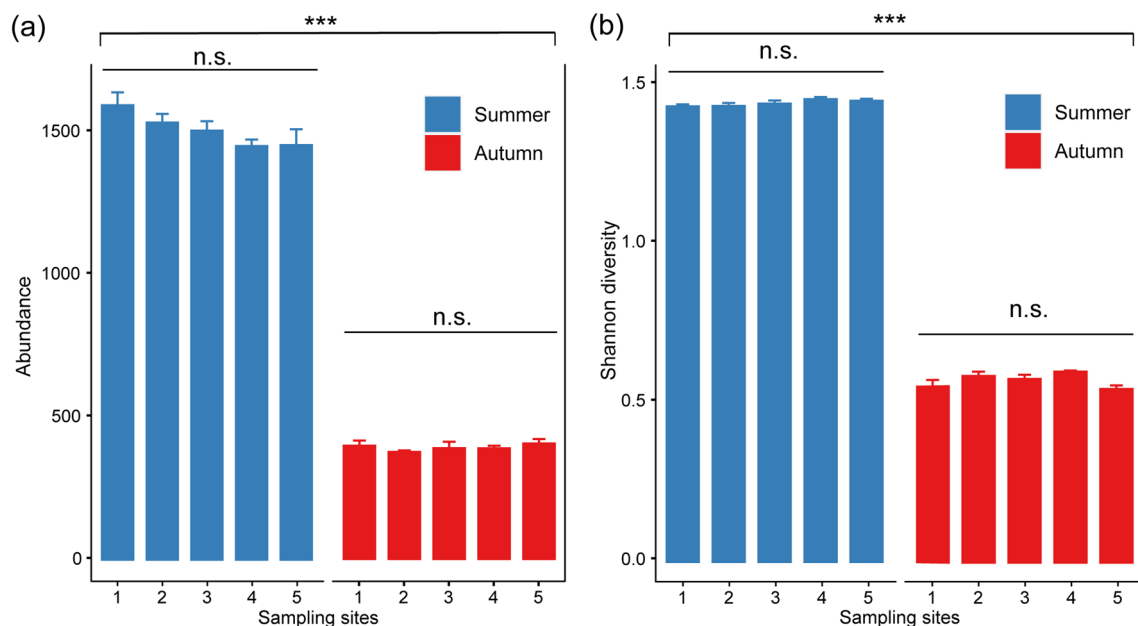 (a)
***
n.s.
Summer
Autumn
1500
1000
500
0
Abundance
n.s.
1 2 3 4 5 1 2 3 4 5
Sampling sites
(b)
***
n.s.
Summer
Autumn
1.5
1.0
0.5
0.0
Shannon diversity
n.s.
1 2 3 4 5 1 2 3 4 5
Sampling sites